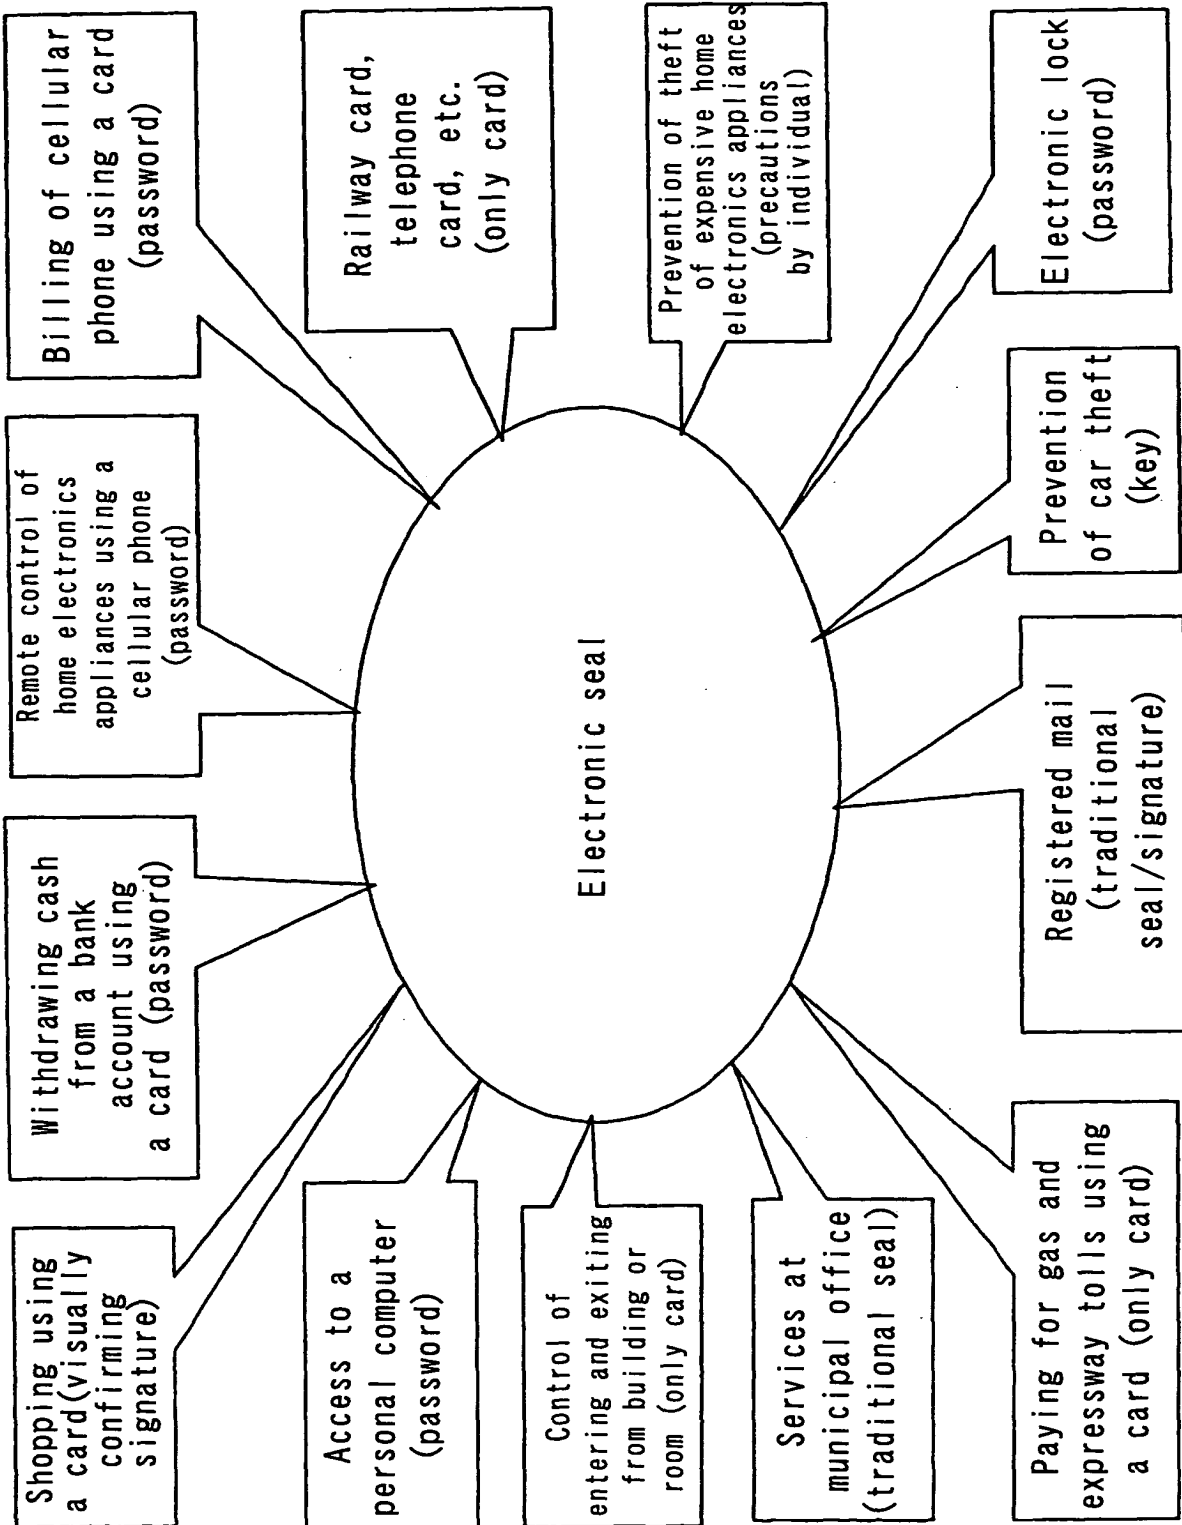 Shopping using
a card(visually
confirming
signature)
Withdrawing cash
from a bank
account using
a card (password)
Remote control of
home electronics
appliances using a
cellular phone
(password)
Billing of cellular
phone using a card
(password)
Access to a
personal computer
(password)
Railway card,
telephone
card, etc.
(only card)
Control of
entering and exiting
from building or
room (only card)
Electronic seal
Prevention of theft
of expensive home
electronics appliances
(precautions
by individual)
Services at
municipal office
(traditional seal)
Paying for gas and
expressway tolls using
a card (only card)
Registered mail
(traditional
seal/signature)
Prevention
of car theft
(key)
Electronic lock
(password)